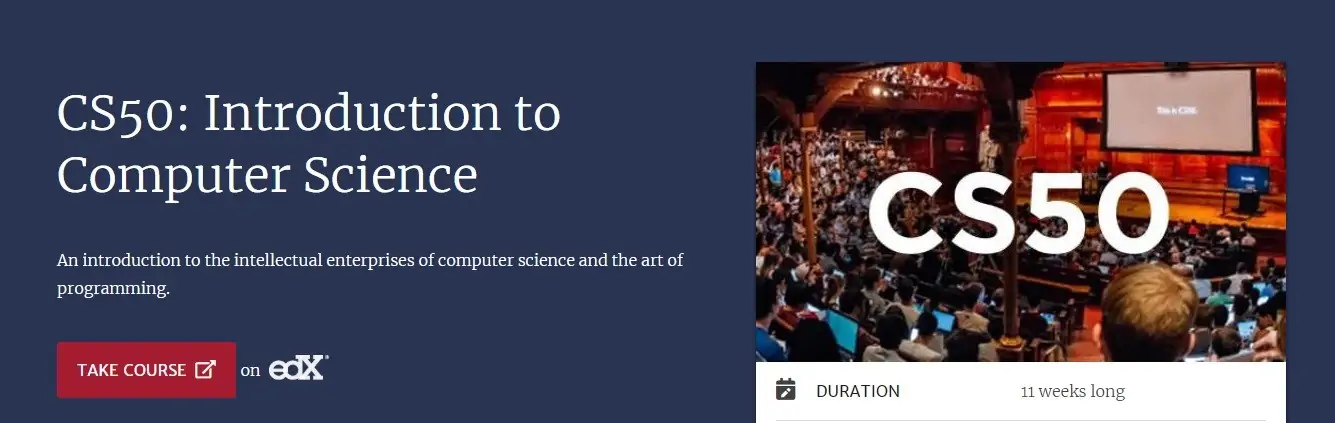 CS50: Introduction to
Computer Science
An introduction to the intellectual enterprises of computer science and the art of
programming.
TAKE COURSE on edX
This is CS50.
CS50
DURATION 11 weeks long